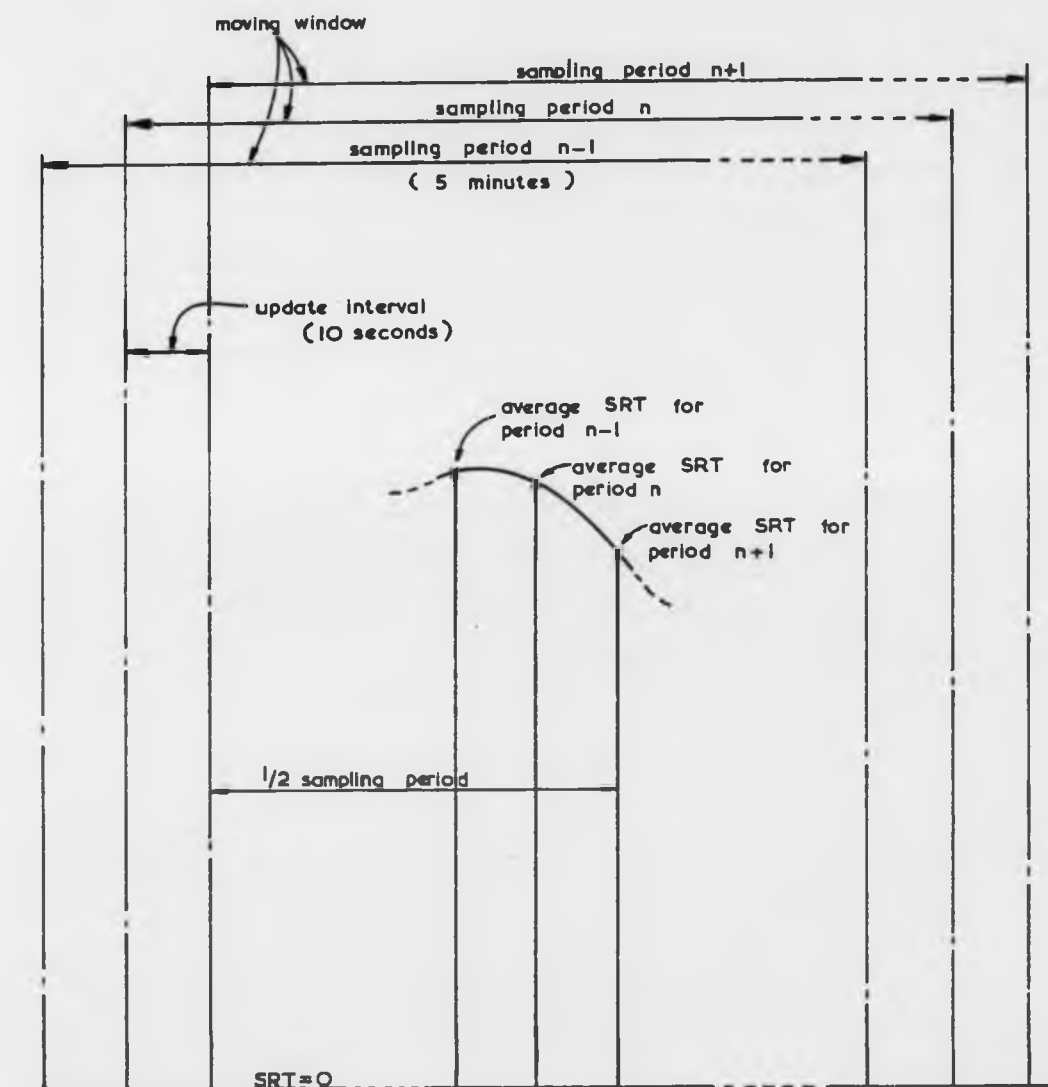 moving window
sampling period n+1
sampling period n
sampling period n-1
( 5 minutes )
update interval
(10 seconds)
average SRT for
period n-1
average SRT for
period n
average SRT for
period n+1
1/2 sampling period
SRT=0